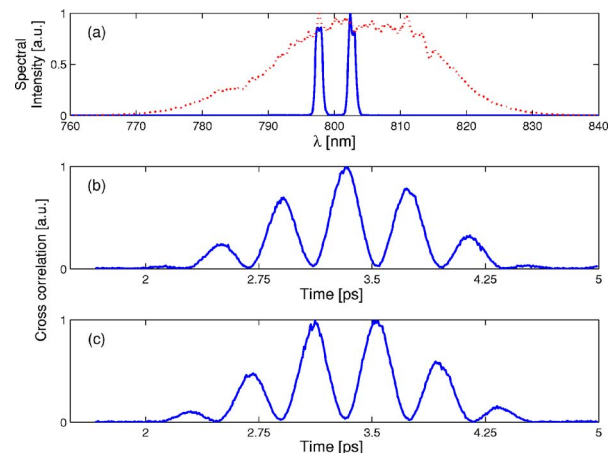 (a)
Spectral
Intensity [a.u.]
1
0.5
0
760 770 780 790 800 810 820 830 840
λ [nm]
(b)
1
0
2 2.75 3.5 4.25 5
Time [ps]
Cross correlation [a.u.]
(c)
1
0
2 2.75 3.5 4.25 5
Time [ps]